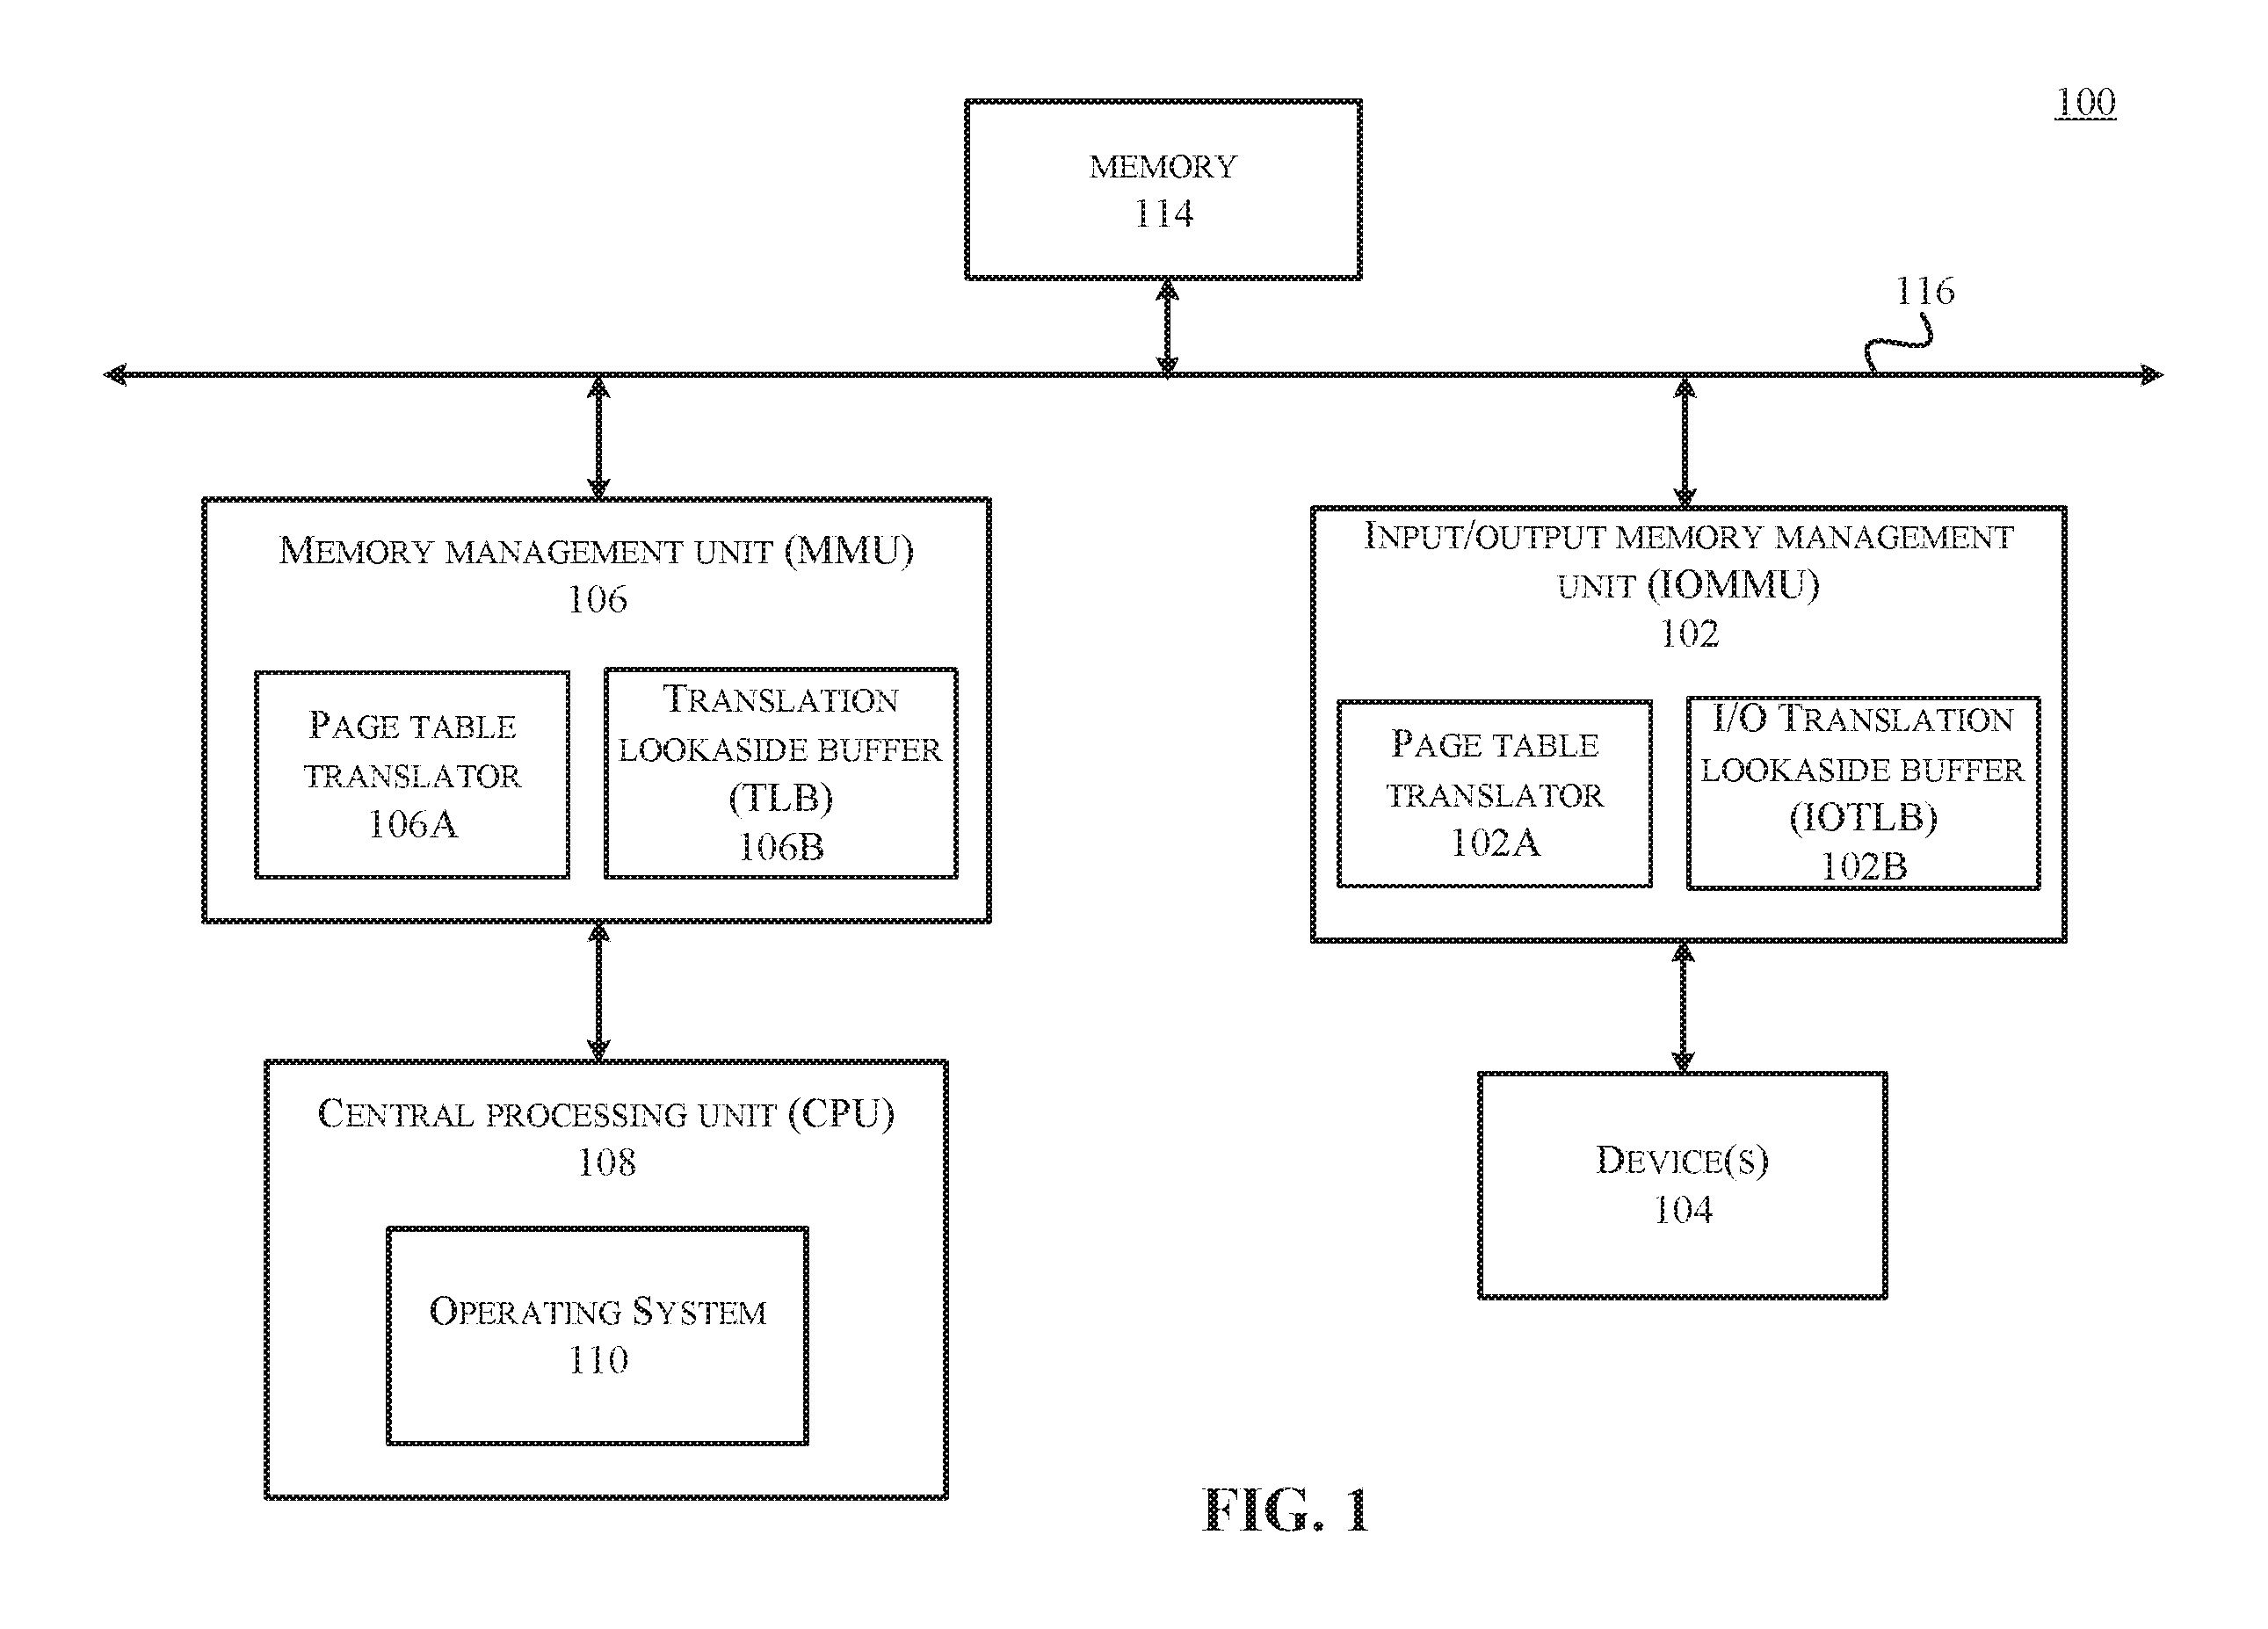 100
MEMORY
114
116
MEMORY MANAGEMENT UNIT (MMU)
106
PAGE TABLE
TRANSLATOR
106A
TRANSLATION
LOOKASIDE BUFFER
(TLB)
106B
INPUT/OUTPUT MEMORY MANAGEMENT
UNIT (IOMMU)
102
PAGE TABLE
TRANSLATOR
102A
I/O TRANSLATION
LOOKASIDE BUFFER
(IOTLB)
102B
CENTRAL PROCESSING UNIT (CPU)
108
OPERATING SYSTEM
110
DEVICE(S)
104
FIG. 1